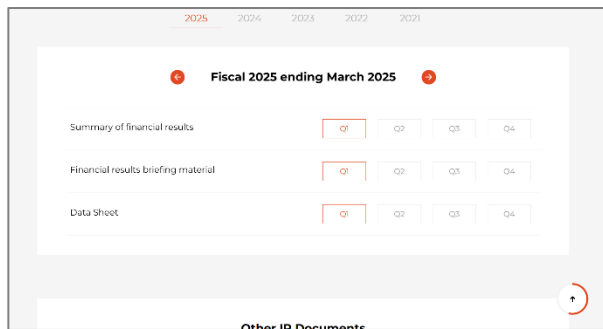 2025 2024 2023 2022 2021
Fiscal 2025 ending March 2025
Summary of financial results Q1 Q2 Q3 Q4
Financial results briefing material Q1 Q2 Q3 Q4
Data Sheet Q1 Q2 Q3 Q4
Other IR Documents